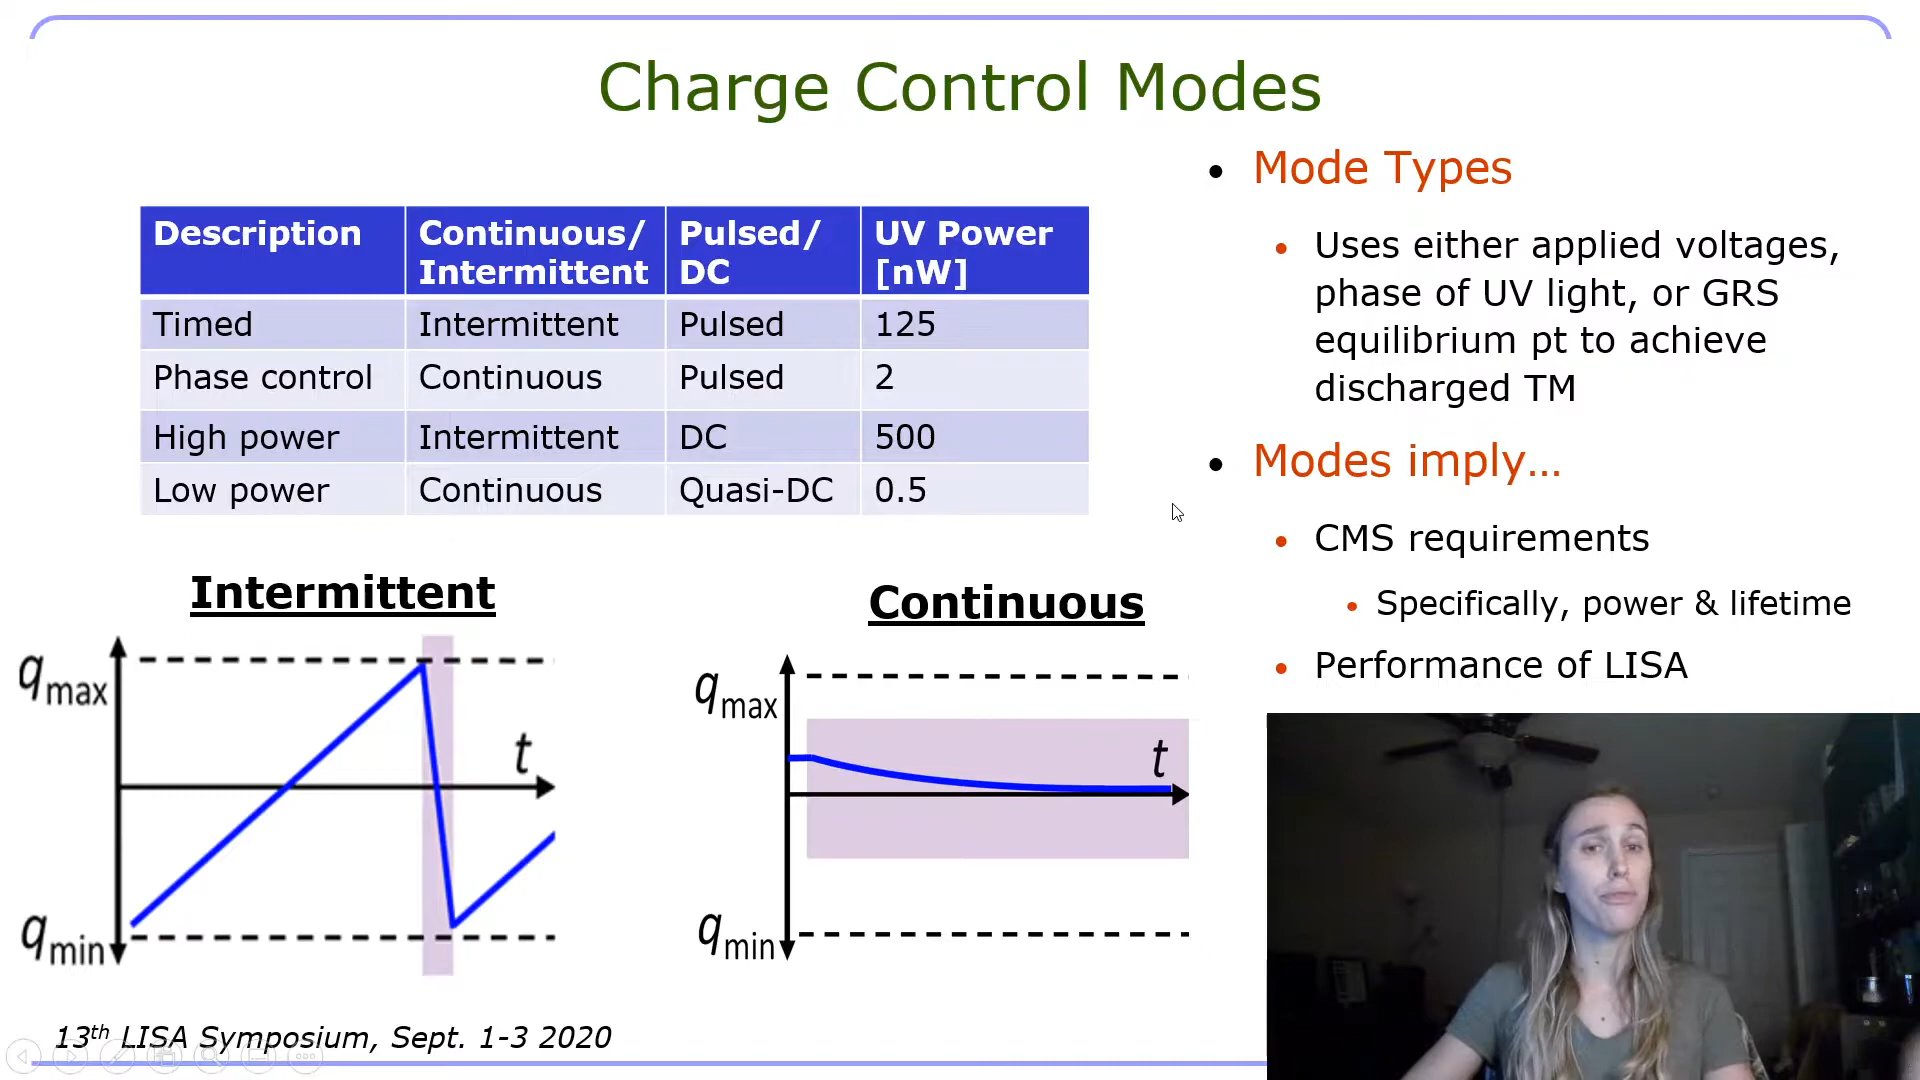 Charge Control Modes
Description
Continuous/
Intermittent
Pulsed/
DC
UV Power
[nW]
Timed
Intermittent
Pulsed
125
Phase control
Continuous
Pulsed
2
High power
Intermittent
DC
500
Low power
Continuous
Quasi-DC
0.5
• Mode Types
• Uses either applied voltages,
phase of UV light, or GRS
equilibrium pt to achieve
discharged TM
• Modes imply…
• CMS requirements
• Specifically, power & lifetime
• Performance of LISA
Intermittent
qmax
t
qmin
Continuous
qmax
t
qmin
13th LISA Symposium, Sept. 1-3 2020